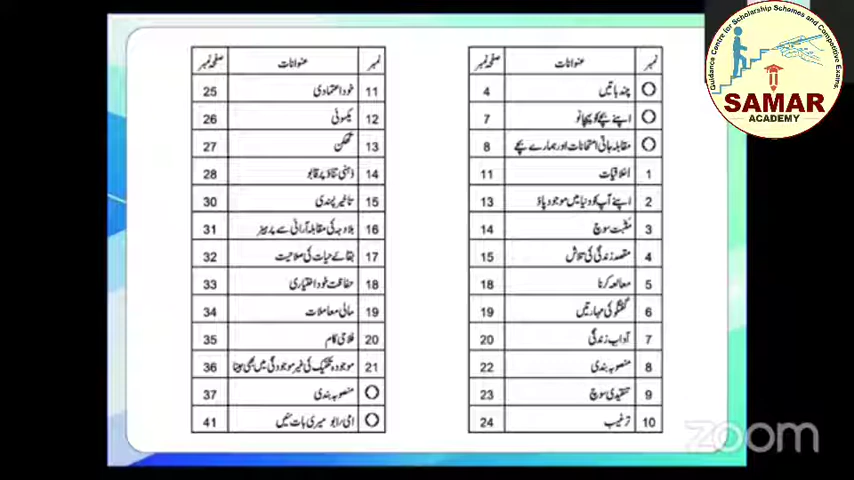 نمبر عنوانات صفحہ نمبر
چند باتیں 4
اپنے بچے کو پہچانو 7
مقابلہ جاتی امتحانات اور ہمارے بچے 8
1 اخلاقیات 11
2 اپنے آپ کو دنیا میں موجود پاؤ 13
3 مثبت سوچ 14
4 مقصد زندگی کی تلاش 15
5 معالعہ کرنا 18
6 گفتگو کی مہارتیں 19
7 آداب زندگی 20
8 منصوبہ بندی 22
9 تنقیدی سوچ 23
10 ترغیب 24
نمبر عنوانات صفحہ نمبر
11 خود اعتمادی 25
12 یکسوئی 26
13 تھکن 27
14 ذہنی تناؤ پر قابو 28
15 تاخیر پسندی 30
16 بلا وجہ کی مقابلہ آرائی سے پرہیز 31
17 بقائے حیات کی صلاحیت 32
18 حفاظت خود اختیاری 33
19 مالی معاملات 34
20 فلاحی کام 35
21 موجودہ تکنیک کی غیر موجودگی میں بھی جینا 36
منصوبہ بندی 37
امی / ابو میری بات سنیں 41
Guidance Centre for Scholarship Schemes and Competitive Exams.
SAMAR
ACADEMY
zoom